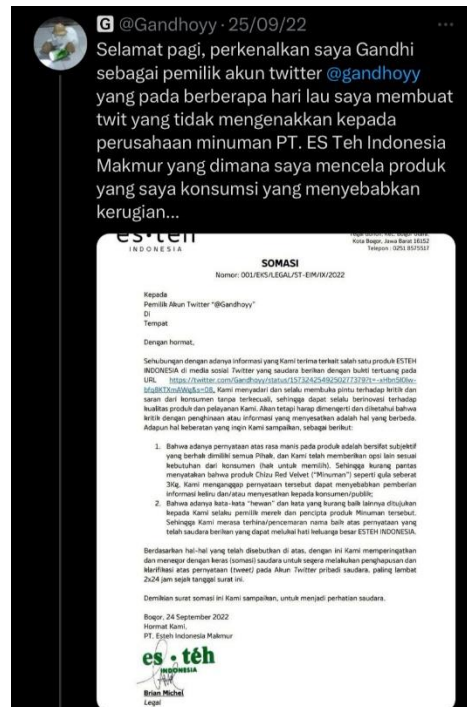 G @Gandhoyy · 25/09/22
Selamat pagi, perkenalkan saya Gandhi
sebagai pemilik akun twitter @gandhoyy
yang pada berberapa hari lau saya membuat
twit yang tidak mengenakkan kepada
perusahaan minuman PT. ES Teh Indonesia
Makmur yang dimana saya mencela produk
yang saya konsumsi yang menyebabkan
kerugian...
es·teh
INDONESIA
Kota Bogor, Jawa Barat 16152
Telepon : 0251 8575517
SOMASI
Nomor: 001/EKS/LEGAL/ST-EIM/IX/2022
Kepada
Pemilik Akun Twitter "@Gandhoyy"
Di
Tempat
Dengan hormat,
Sehubungan dengan adanya informasi yang Kami terima terkait salah satu produk ESTEH
INDONESIA di media sosial Twitter yang saudara berikan dengan bukti tertuang pada
URL
Kami menyadari dan selalu membuka pintu terhadap kritik dan
saran dari konsumen tanpa terkecuali, sehingga dapat selalu berinovasi terhadap
kualitas produk dan pelayanan Kami. Akan tetapi harap dimengerti dan diketahui bahwa
kritik dengan penghinaan atau informasi yang menyesatkan adalah hal yang berbeda.
Adapun hal keberatan yang ingin Kami sampaikan, sebagai berikut:
1. Bahwa adanya pernyataan atas rasa manis pada produk adalah bersifat subjektif
yang berhak dimiliki semua Pihak, dan Kami telah memberikan opsi lain sesuai
kebutuhan dari konsumen (hak untuk memilih). Sehingga kurang pantas
menyatakan bahwa produk Chizu Red Velvet ("Minuman") seperti gula seberat
3Kg. Kami menganggap pernyataan tersebut dapat menyebabkan pemberian
informasi keliru dan/atau menyesatkan kepada konsumen/publik;
2. Bahwa adanya kata-kata "hewan" dan kata yang kurang baik lainnya ditujukan
kepada Kami selaku pemilik merek dan pencipta produk Minuman tersebut.
Sehingga Kami merasa terhina/pencemaran nama baik atas pernyataan yang
telah saudara berikan yang dapat melukai hati keluarga besar ESTEH INDONESIA.
Berdasarkan hal-hal yang telah disebutkan di atas, dengan ini Kami memperingatkan
dan menegor dengan keras (somasi) saudara untuk segera melakukan penghapusan dan
klarifikasi atas pernyataan (tweet) pada Akun Twitter pribadi saudara, paling lambat
2x24 jam sejak tanggal surat ini.
Demikian surat somasi ini Kami sampaikan, untuk menjadi perhatian saudara.
Bogor, 24 September 2022
Hormat Kami,
PT. Esteh Indonesia Makmur
es·teh
INDONESIA
Brian Michel
Legal